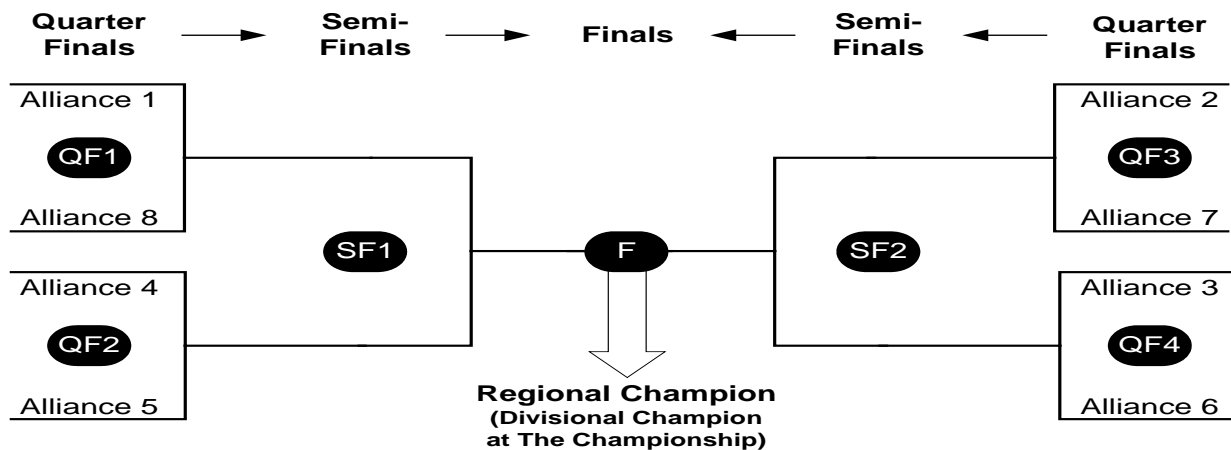 Quarter Finals
Semi-Finals
Finals
Semi-Finals
Quarter Finals
Alliance 1
QF1
Alliance 8
Alliance 4
QF2
Alliance 5
SF1
F
SF2
Alliance 2
QF3
Alliance 7
Alliance 3
QF4
Alliance 6
Regional Champion
(Divisional Champion
at The Championship)